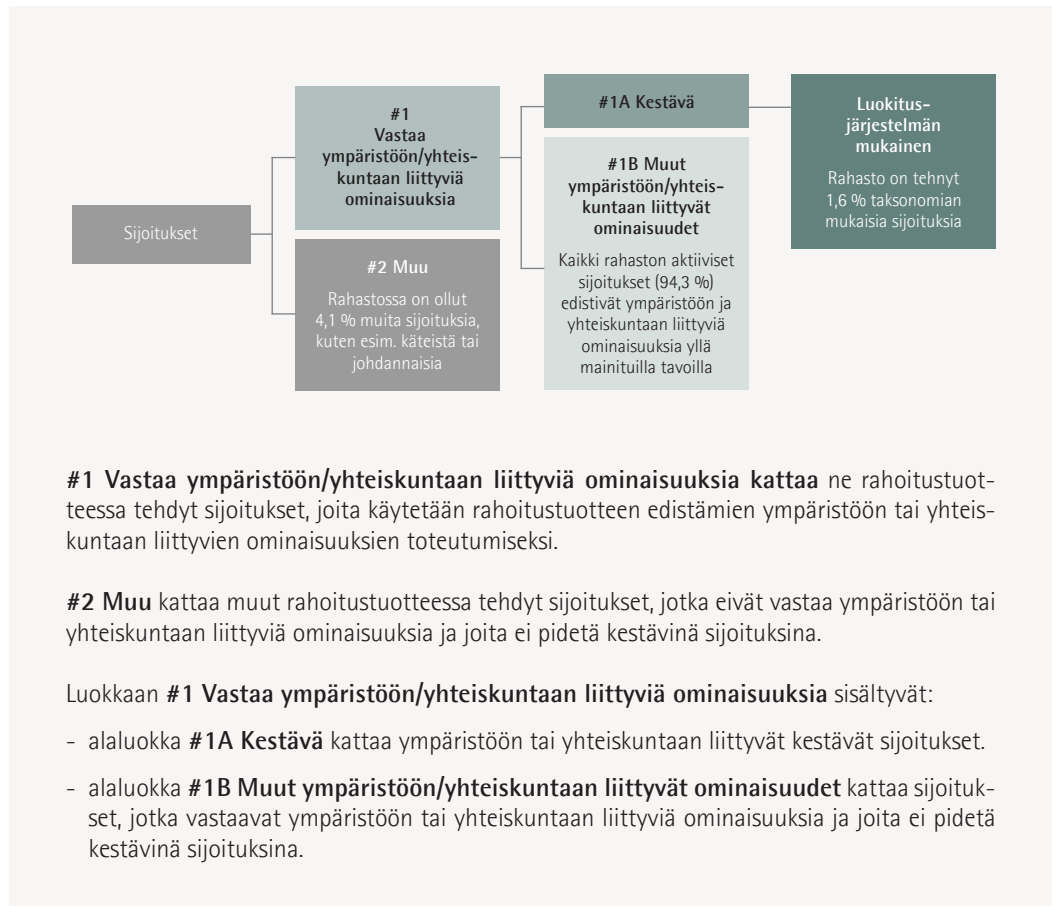 Sijoitukset
#1
Vastaa
ympäristöön/yhteis-
kuntaan liittyviä
ominaisuuksia
#2 Muu
Rahastossa on ollut
4,1 % muita sijoituksia,
kuten esim. käteistä tai
johdannaisia
#1A Kestävä
#1B Muut
ympäristöön/yhteis-
kuntaan liittyvät
ominaisuudet
Kaikki rahaston aktiiviset
sijoitukset (94,3 %)
edistivät ympäristöön ja
yhteiskuntaan liittyviä
ominaisuuksia yllä
mainituilla tavoilla
Luokitus-
järjestelmän
mukainen
Rahasto on tehnyt
1,6 % taksonomian
mukaisia sijoituksia
#1 Vastaa ympäristöön/yhteiskuntaan liittyviä ominaisuuksia kattaa ne rahoitustuot-
teessa tehdyt sijoitukset, joita käytetään rahoitustuotteen edistämien ympäristöön tai yhteis-
kuntaan liittyvien ominaisuuksien toteutumiseksi.
#2 Muu kattaa muut rahoitustuotteessa tehdyt sijoitukset, jotka eivät vastaa ympäristöön tai
yhteiskuntaan liittyviä ominaisuuksia ja joita ei pidetä kestävinä sijoituksina.
Luokkaan #1 Vastaa ympäristöön/yhteiskuntaan liittyviä ominaisuuksia sisältyvät:
- alaluokka #1A Kestävä kattaa ympäristöön tai yhteiskuntaan liittyvät kestävät sijoitukset.
- alaluokka #1B Muut ympäristöön/yhteiskuntaan liittyvät ominaisuudet kattaa sijoituk-
set, jotka vastaavat ympäristöön tai yhteiskuntaan liittyviä ominaisuuksia ja joita ei pidetä
kestävinä sijoituksina.